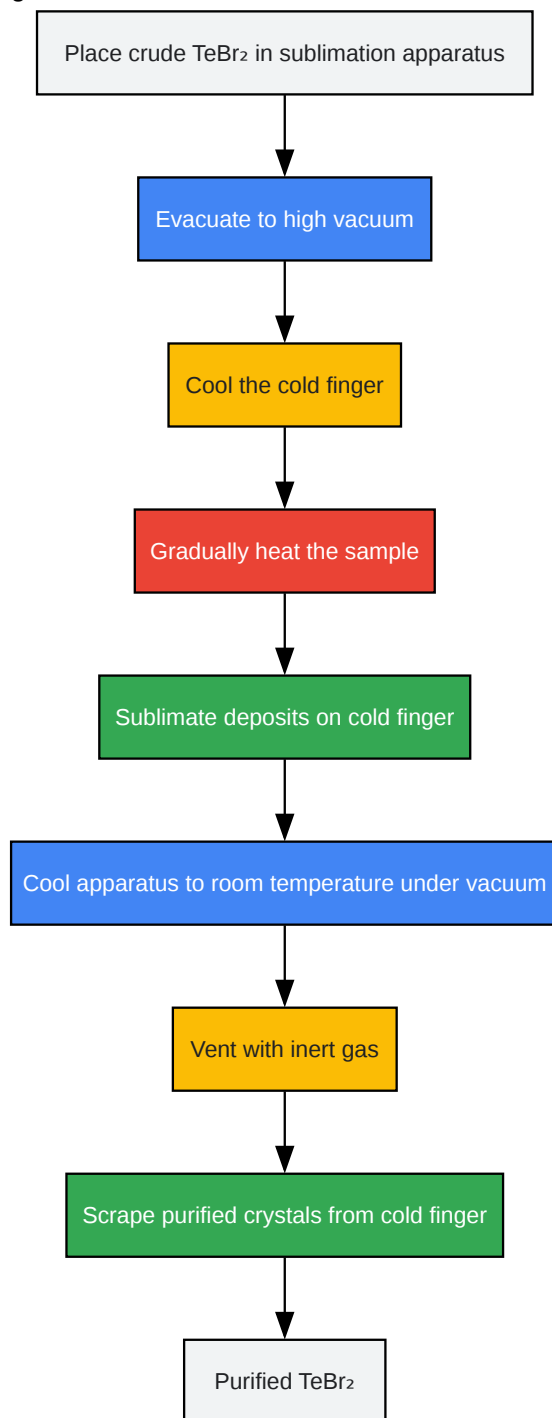 Place crude TeBr₂ in sublimation apparatus
Evacuate to high vacuum
Cool the cold finger
Gradually heat the sample
Sublimate deposits on cold finger
Cool apparatus to room temperature under vacuum
Vent with inert gas
Scrape purified crystals from cold finger
Purified TeBr₂